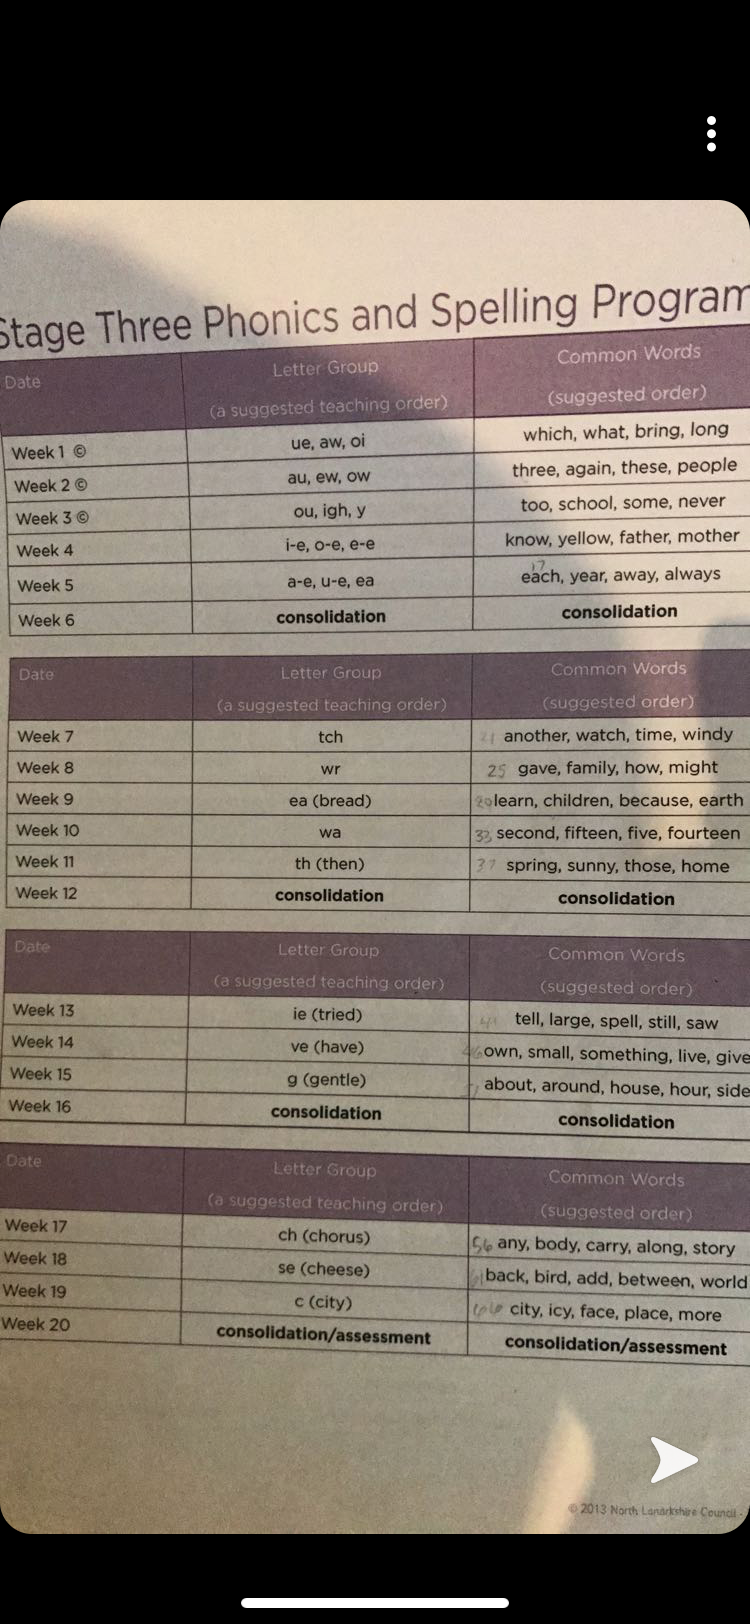 Stage Three Phonics and Spelling Program
Date Letter Group (a suggested teaching order) Common Words (suggested order)
Week 1 © ue, aw, oi which, what, bring, long
Week 2 © au, ew, ow three, again, these, people
Week 3 © ou, igh, y too, school, some, never
Week 4 i-e, o-e, e-e know, yellow, father, mother
17
Week 5 a-e, u-e, ea each, year, away, always
Week 6 consolidation consolidation
Date Letter Group (a suggested teaching order) Common Words (suggested order)
Week 7 tch another, watch, time, windy
Week 8 wr 25 gave, family, how, might
Week 9 ea (bread) learn, children, because, earth
Week 10 wa 33 second, fifteen, five, fourteen
Week 11 th (then) 37 spring, sunny, those, home
Week 12 consolidation consolidation
Date Letter Group (a suggested teaching order) Common Words (suggested order)
Week 13 ie (tried) tell, large, spell, still, saw
Week 14 ve (have) own, small, something, live, give
Week 15 g (gentle) about, around, house, hour, side
Week 16 consolidation consolidation
Date Letter Group (a suggested teaching order) Common Words (suggested order)
Week 17 ch (chorus) 56 any, body, carry, along, story
Week 18 se (cheese) back, bird, add, between, world
Week 19 c (city) 66 city, icy, face, place, more
Week 20 consolidation/assessment consolidation/assessment
© 2013 North Lanarkshire Council -